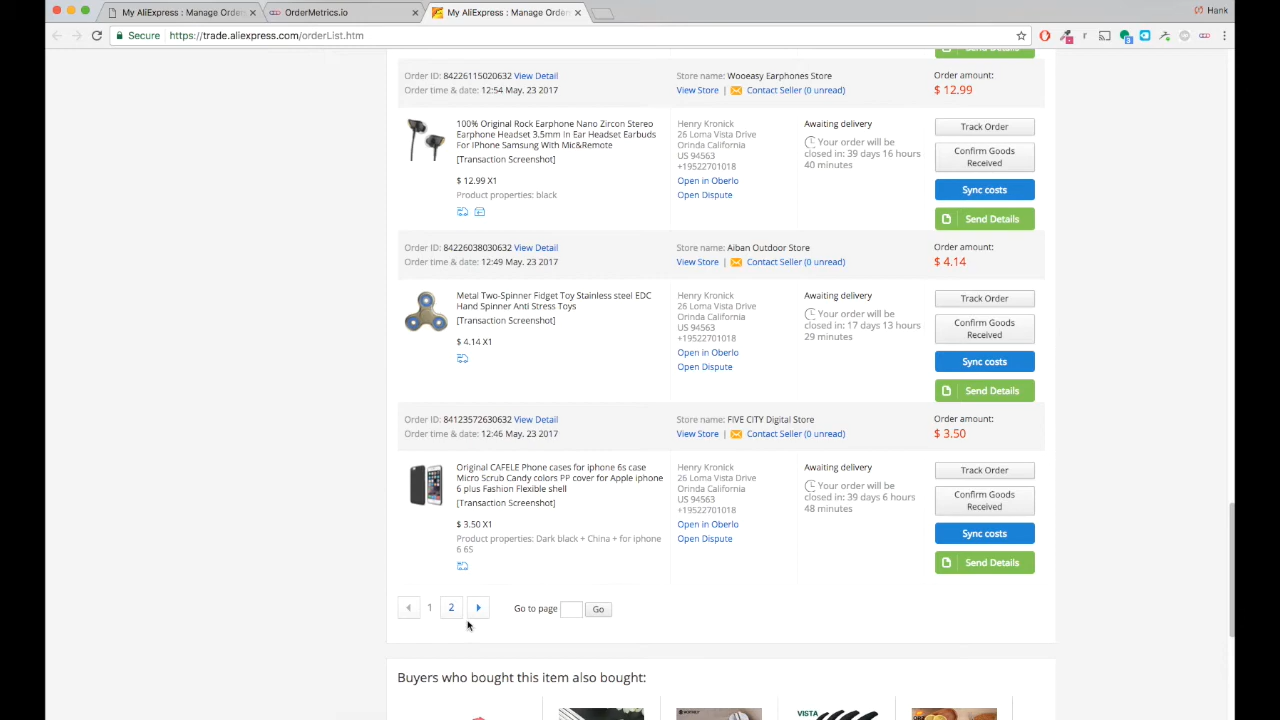 My AliExpress : Manage Orders
OrderMetrics.io
My AliExpress : Manage Orders
Hank
Secure
https://trade.aliexpress.com/orderList.htm
Send Details
Order ID: 84226115020632 View Detail
Order time & date: 12:54 May. 23 2017
Store name: Wooeasy Earphones Store
View Store | Contact Seller (0 unread)
Order amount:
$ 12.99
100% Original Rock Earphone Nano Zircon Stereo
Earphone Headset 3.5mm In Ear Headset Earbuds
For IPhone Samsung With Mic&Remote
[Transaction Screenshot]
$ 12.99 X1
Product properties: black
Henry Kronick
26 Loma Vista Drive
Orinda California
US 94563
+19522701018
Open in Oberlo
Open Dispute
Awaiting delivery
Your order will be
closed in: 39 days 16 hours
40 minutes
Track Order
Confirm Goods
Received
Sync costs
Send Details
Order ID: 84226038030632 View Detail
Order time & date: 12:49 May. 23 2017
Store name: Aiban Outdoor Store
View Store | Contact Seller (0 unread)
Order amount:
$ 4.14
Metal Two-Spinner Fidget Toy Stainless steel EDC
Hand Spinner Anti Stress Toys
[Transaction Screenshot]
$ 4.14 X1
Henry Kronick
26 Loma Vista Drive
Orinda California
US 94563
+19522701018
Open in Oberlo
Open Dispute
Awaiting delivery
Your order will be
closed in: 17 days 13 hours
29 minutes
Track Order
Confirm Goods
Received
Sync costs
Send Details
Order ID: 84123572630632 View Detail
Order time & date: 12:46 May. 23 2017
Store name: FIVE CITY Digital Store
View Store | Contact Seller (0 unread)
Order amount:
$ 3.50
Original CAFELE Phone cases for iphone 6s case
Micro Scrub Candy colors PP cover for Apple iphone
6 plus Fashion Flexible shell
[Transaction Screenshot]
$ 3.50 X1
Product properties: Dark black + China + for iphone
6 6S
Henry Kronick
26 Loma Vista Drive
Orinda California
US 94563
+19522701018
Open in Oberlo
Open Dispute
Awaiting delivery
Your order will be
closed in: 39 days 6 hours
48 minutes
Track Order
Confirm Goods
Received
Sync costs
Send Details
1 2
Go to page
Go
Buyers who bought this item also bought:
VISTA